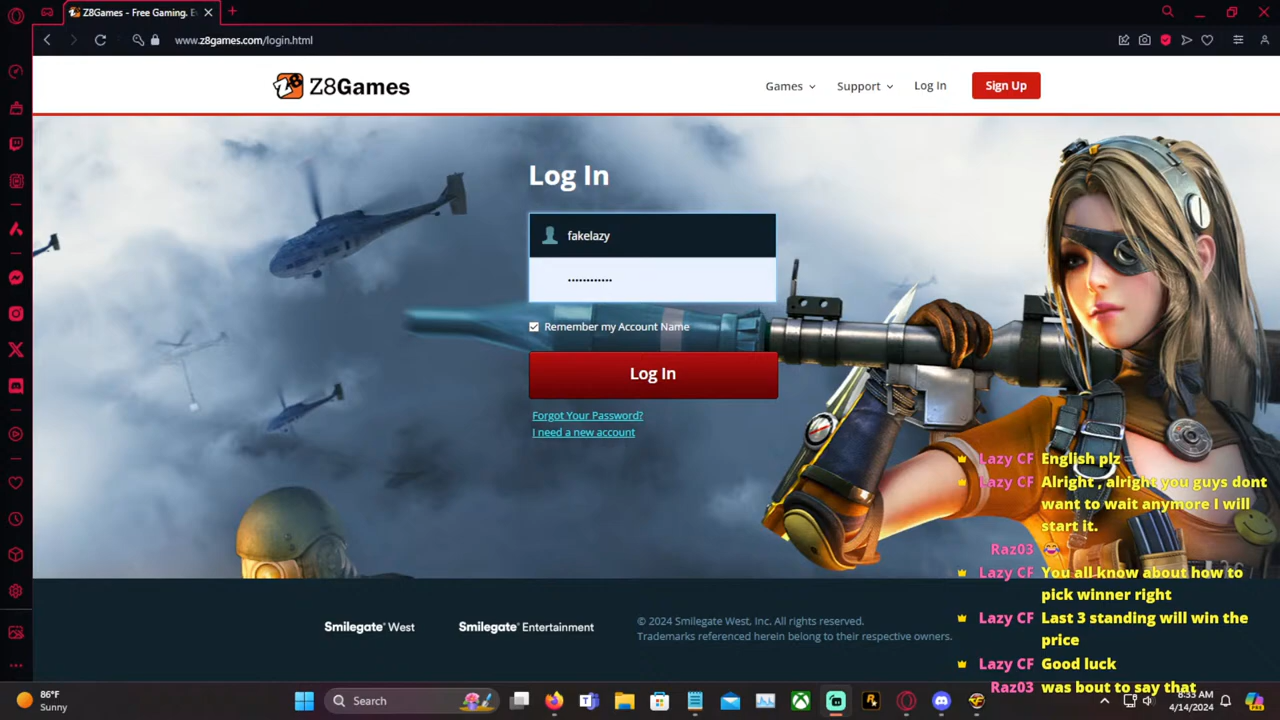 Z8Games - Free Gaming. Ev
www.z8games.com/login.html
Z8Games
Games
Support
Log In
Sign Up
Log In
fakelazy
••••••••••••
Remember my Account Name
Log In
Forgot Your Password?
I need a new account
Lazy CF English plz
Lazy CF Alright , alright you guys dont
want to wait anymore I will
start it.
Raz03 😂
Lazy CF You all know about how to
pick winner right
Lazy CF Last 3 standing will win the
price
Lazy CF Good luck
Raz03 was bout to say that
Smilegate West
Smilegate Entertainment
© 2024 Smilegate West, Inc. All rights reserved.
Trademarks referenced herein belong to their respective owners.
86°F
Sunny
Search
8:33 AM
4/14/2024